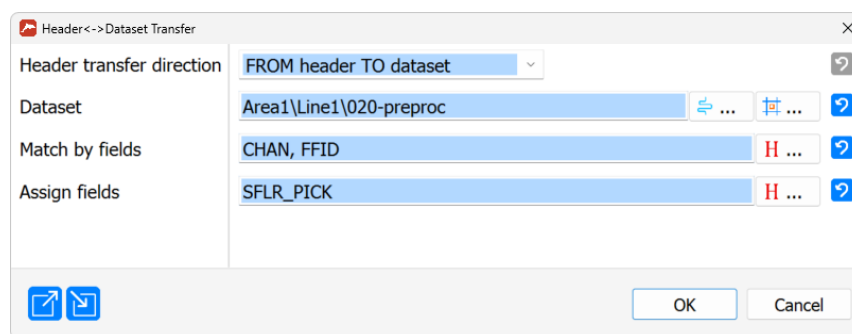 Header<->Dataset Transfer
Header transfer direction FROM header TO dataset
Dataset Area1\Line1\020-preproc ... ...
Match by fields CHAN, FFID H ...
Assign fields SFLR_PICK H ...
OK Cancel